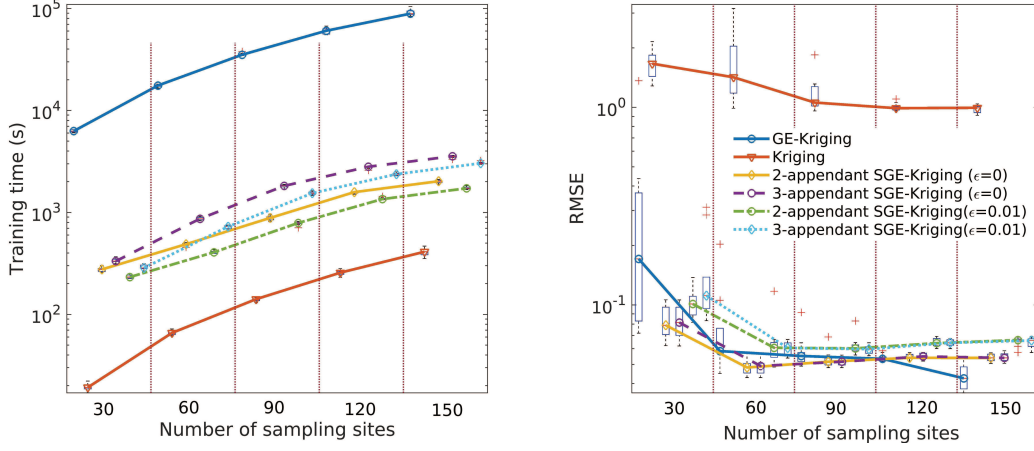 10^5
10^4
10^3
10^2
Training time (s)
30 60 90 120 150
Number of sampling sites
10^0
10^-1
RMSE
GE-Kriging
Kriging
2-appendant SGE-Kriging (ϵ=0)
3-appendant SGE-Kriging (ϵ=0)
2-appendant SGE-Kriging(ϵ=0.01)
3-appendant SGE-Kriging(ϵ=0.01)
30 60 90 120 150
Number of sampling sites